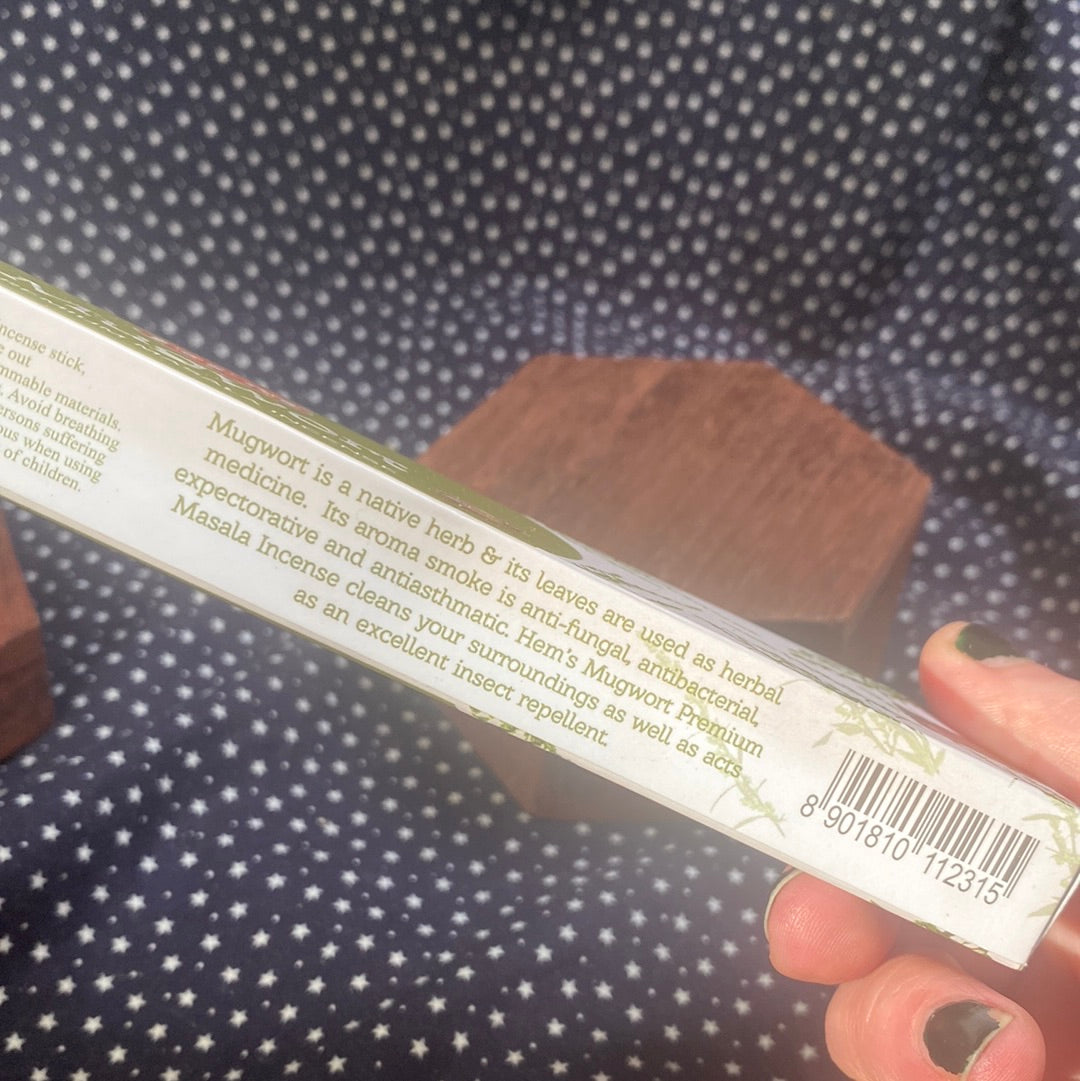 incense stick,
out
mmable materials.
Avoid breathing
ersons suffering
ous when using
of children.
Mugwort is a native herb & its leaves are used as herbal
medicine. Its aroma smoke is anti-fungal, antibacterial,
expectorative and antiasthmatic. Hem's Mugwort Premium
Masala Incense cleans your surroundings as well as acts
as an excellent insect repellent.
8 901810 112315